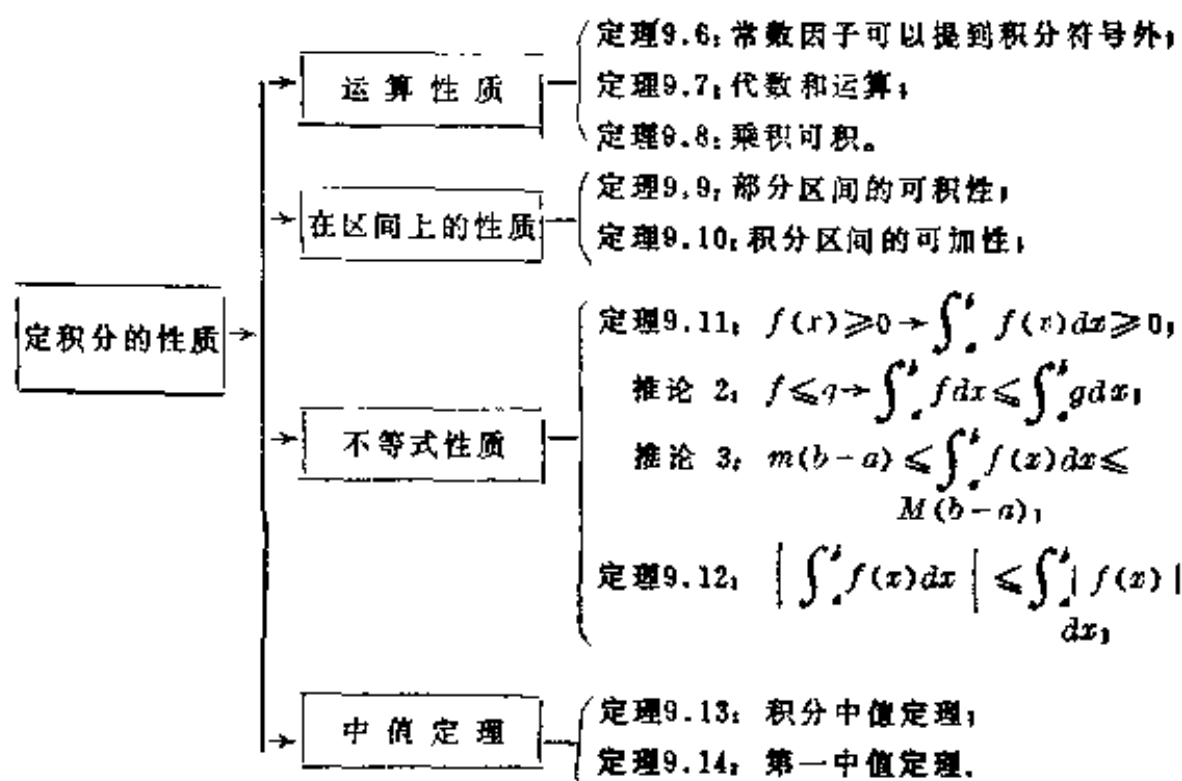 定积分的性质
运算性质
定理9.6：常数因子可以提到积分符号外；
定理9.7：代数和运算；
定理9.8：乘积可积。
在区间上的性质
定理9.9：部分区间的可积性；
定理9.10：积分区间的可加性；
不等式性质
定理9.11： f(x)≥0→∫_a^b f(x)dx≥0；
推论 2： f≤g→∫_a^b fdx≤∫_a^b gdx；
推论 3： m(b-a)≤∫_a^b f(x)dx≤
M(b-a)；
定理9.12： |∫_a^b f(x)dx|≤∫_a^b |f(x)|
dx；
中值定理
定理9.13： 积分中值定理；
定理9.14： 第一中值定理.